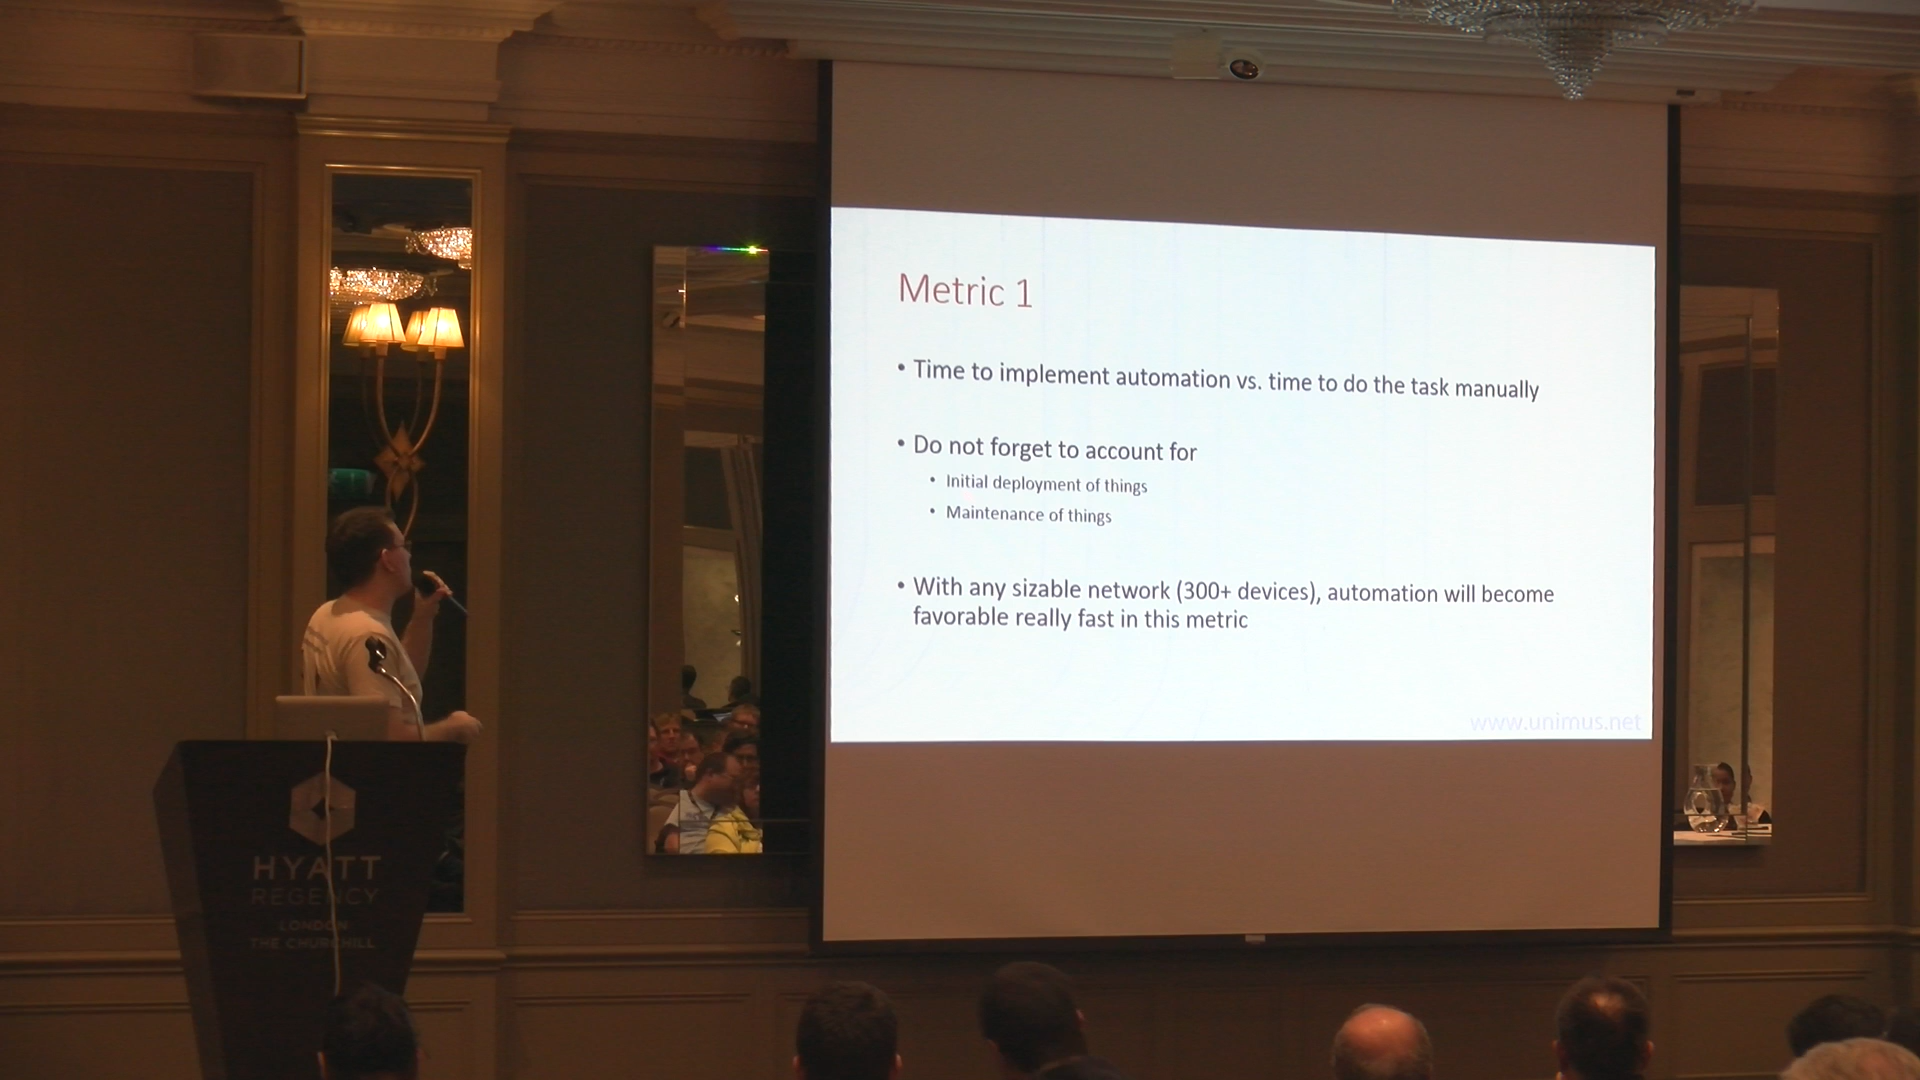 Metric 1
• Time to implement automation vs. time to do the task manually
• Do not forget to account for
• Initial deployment of things
• Maintenance of things
• With any sizable network (300+ devices), automation will become
favorable really fast in this metric
www.unimus.net
HYATT
REGENCY
LONDON
THE CHURCHILL